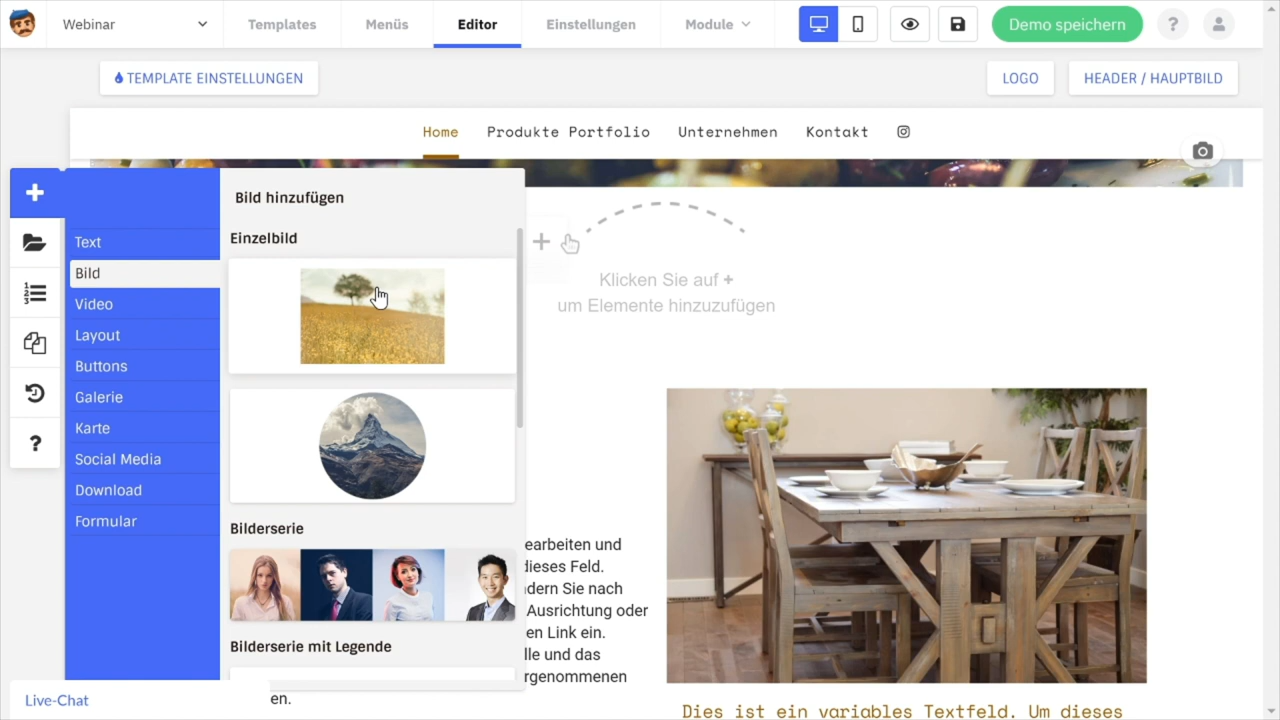 Webinar
Templates
Menüs
Editor
Einstellungen
Module
Demo speichern
?
TEMPLATE EINSTELLUNGEN
LOGO
HEADER / HAUPTBILD
Home
Produkte Portfolio
Unternehmen
Kontakt
Bild hinzufügen
Einzelbild
Text
Bild
Video
Layout
Buttons
Galerie
Karte
Social Media
Download
Formular
?
Bilderserie
Bilderserie mit Legende
Klicken Sie auf +
um Elemente hinzuzufügen
earbeiten und
dieses Feld.
ndern Sie nach
Ausrichtung oder
en Link ein.
lle und das
rgenommenen
en.
Dies ist ein variables Textfeld. Um dieses
Live-Chat